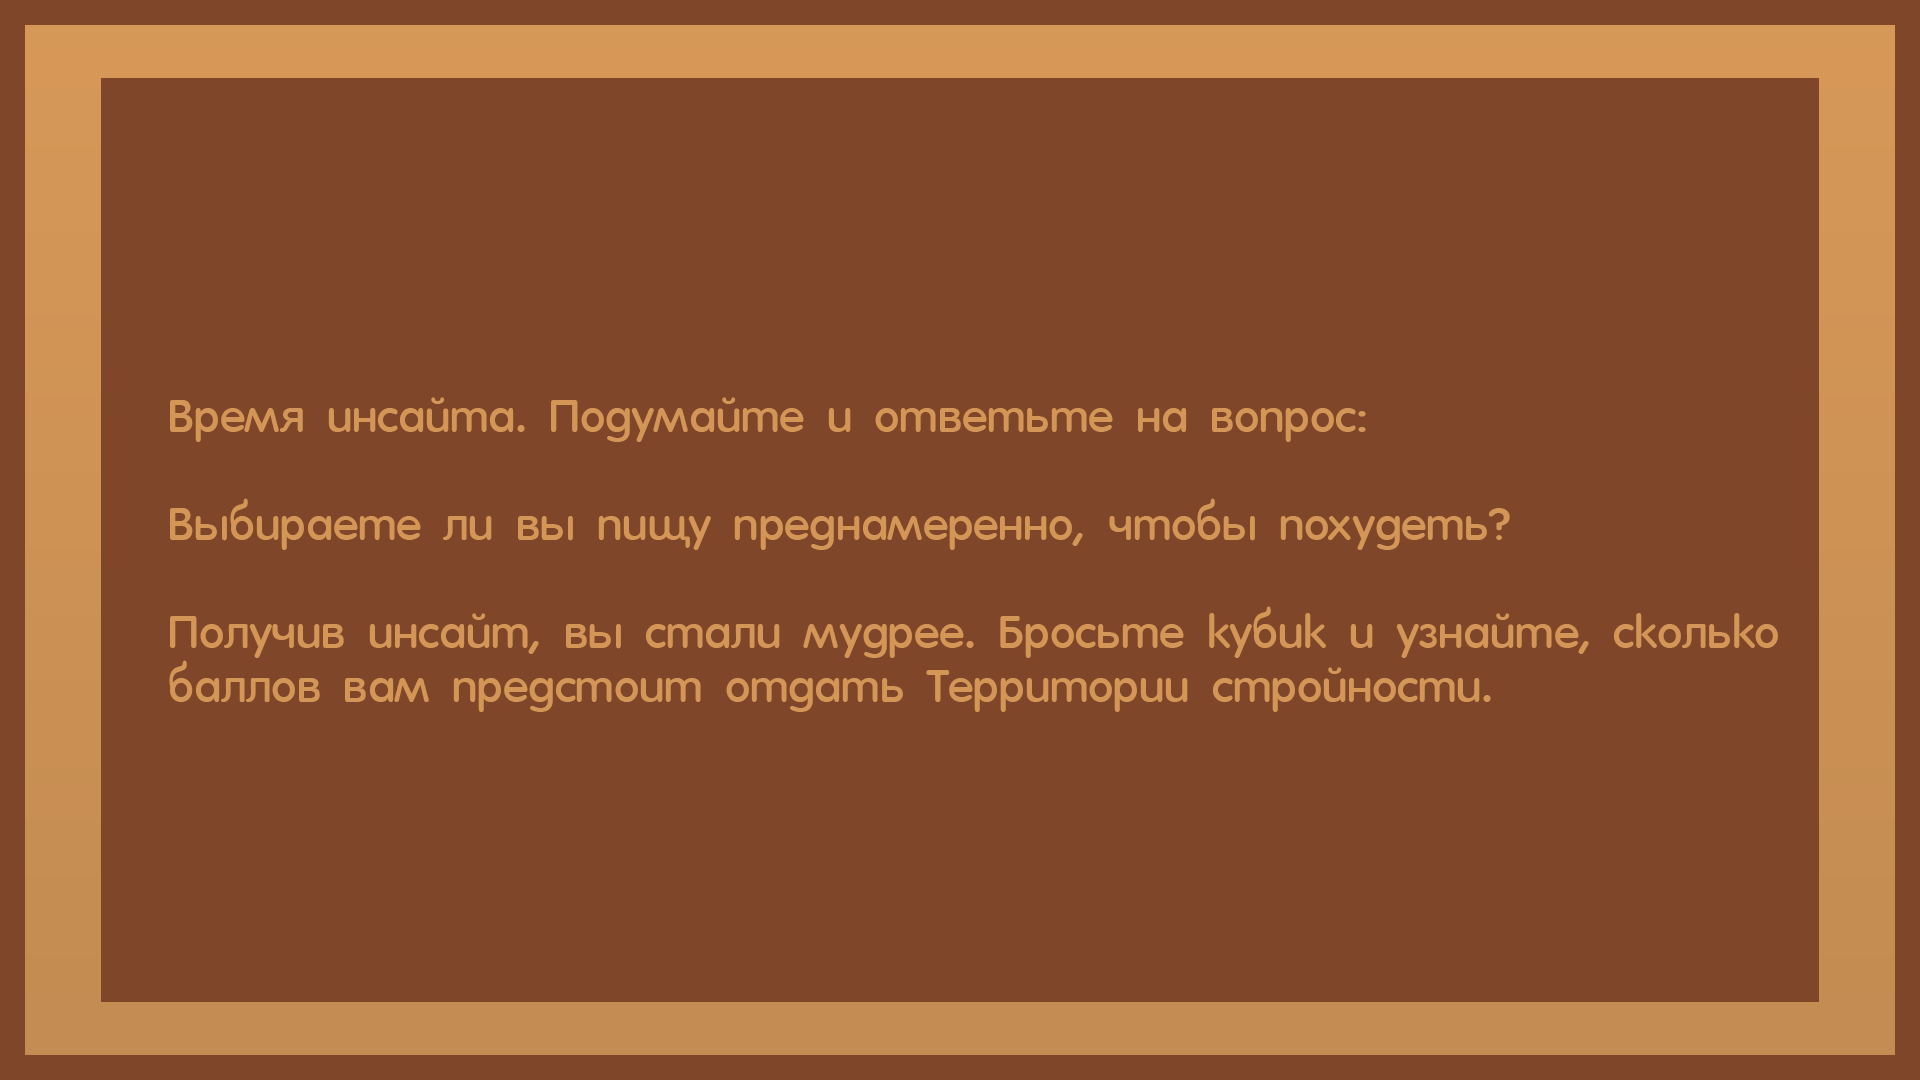 Время инсайта. Подумайте и ответьте на вопрос:
Выбираете ли вы пищу преднамеренно, чтобы похудеть?
Получив инсайт, вы стали мудрее. Бросьте кубик и узнайте, сколько
баллов вам предстоит отдать Территории стройности.